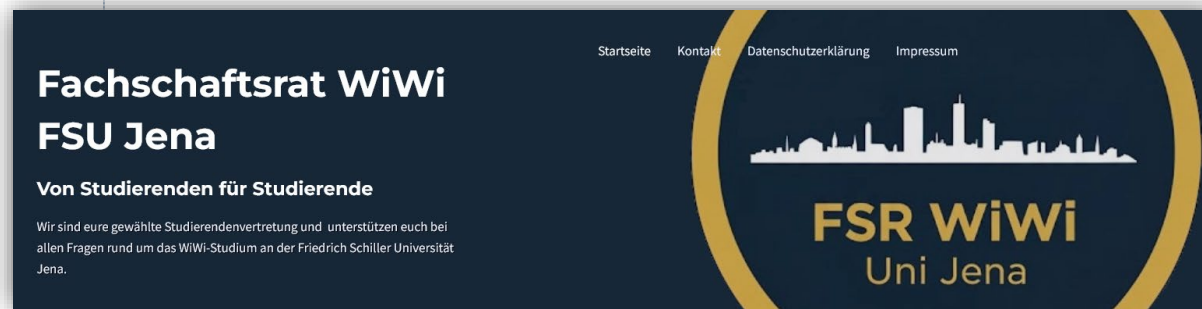 Startseite Kontakt Datenschutzerklärung Impressum
Fachschaftsrat WiWi
FSU Jena
Von Studierenden für Studierende
Wir sind eure gewählte Studierendenvertretung und unterstützen euch bei
allen Fragen rund um das WiWi-Studium an der Friedrich Schiller Universität
Jena.
FSR WiWi
Uni Jena